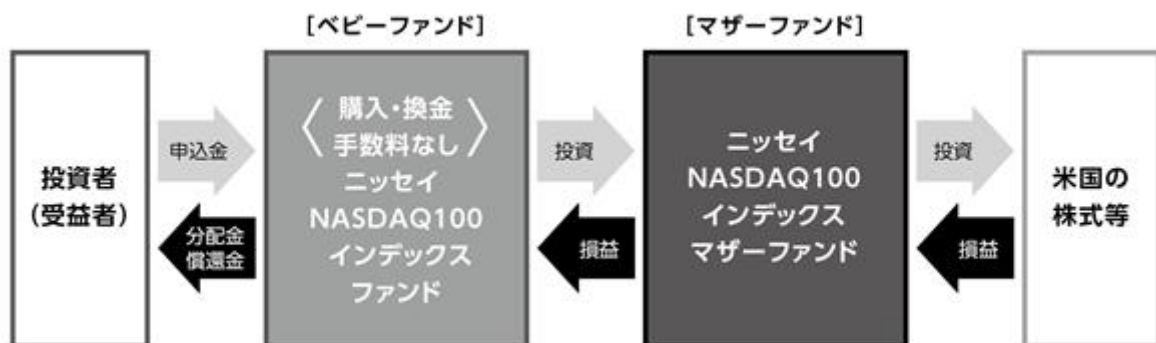 [ベビーファンド]
[マザーファンド]
投資者
(受益者)
申込金
分配金
償還金
〈購入・換金
手数料なし〉
ニッセイ
NASDAQ100
インデックス
ファンド
投資
損益
ニッセイ
NASDAQ100
インデックス
マザーファンド
投資
損益
米国の
株式等